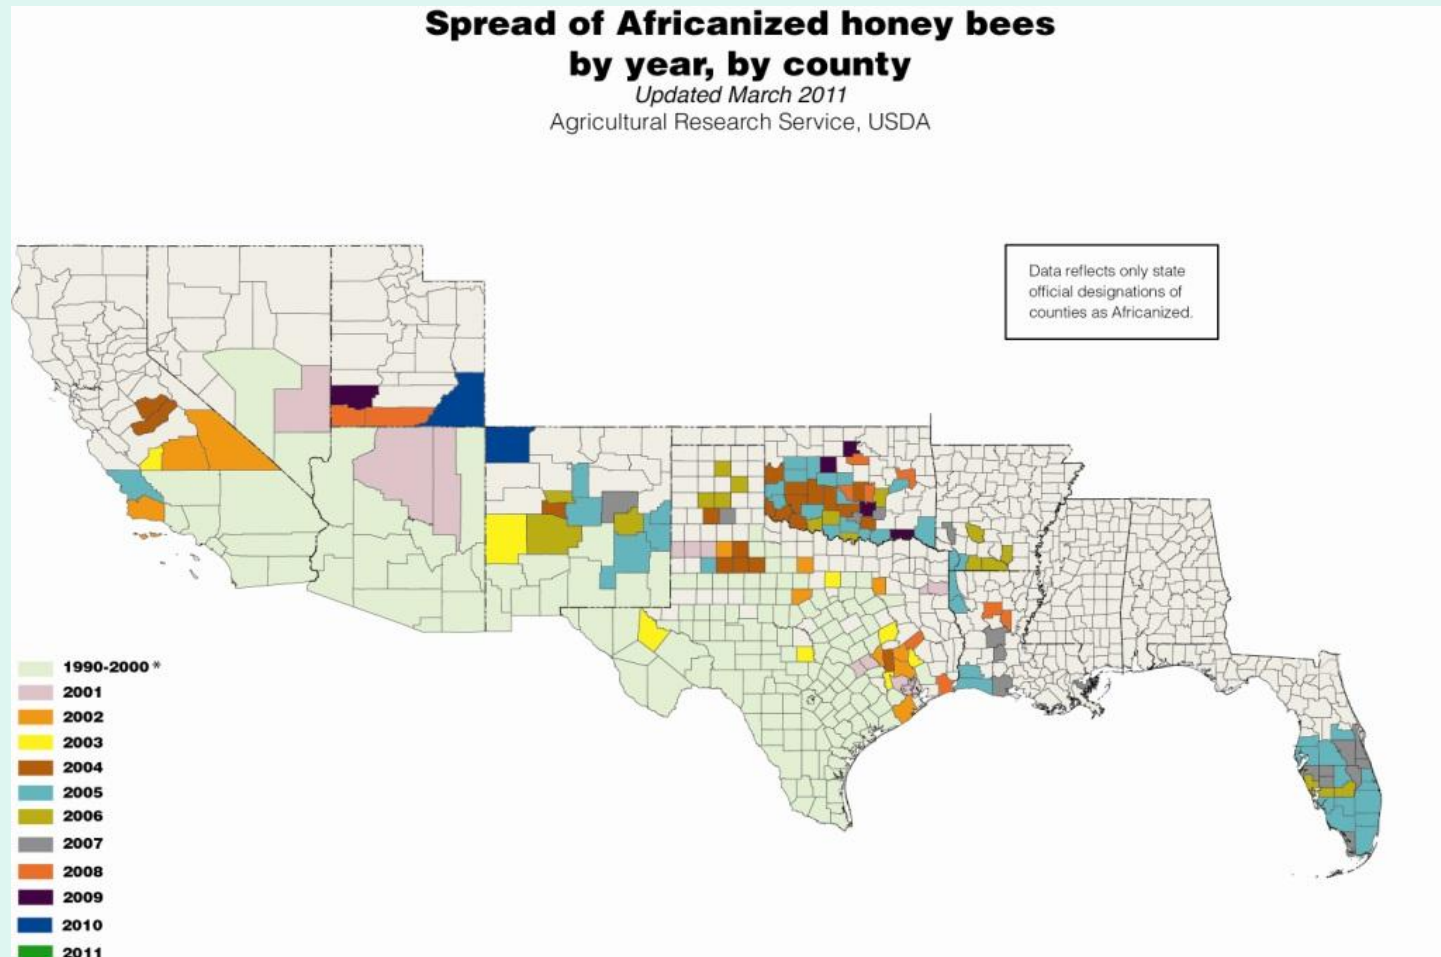 Spread of Africanized honey bees
by year, by county
Updated March 2011
Agricultural Research Service, USDA
Data reflects only state
official designations of
counties as Africanized.
1990-2000 *
2001
2002
2003
2004
2005
2006
2007
2008
2009
2010
2011